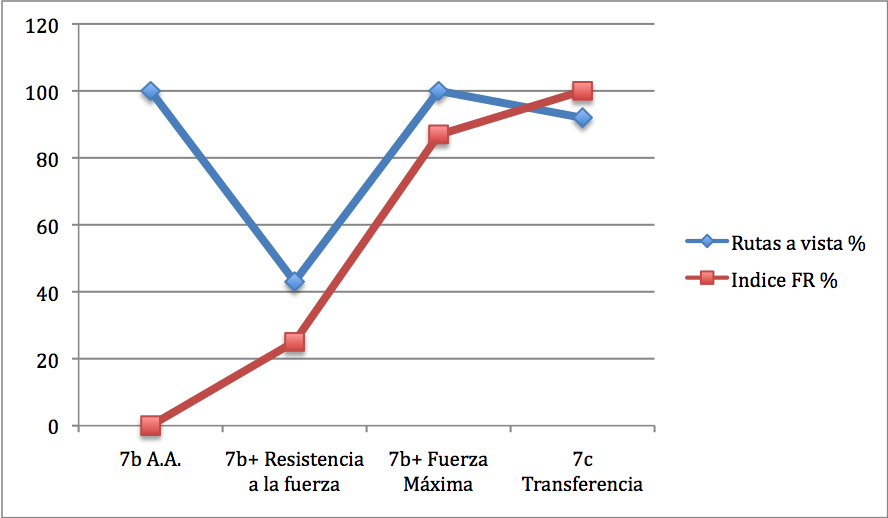 120
100
80
60
40
20
0
7b A.A.
7b+ Resistencia
a la fuerza
7b+ Fuerza
Máxima
7c
Transferencia
Rutas a vista %
Indice FR %